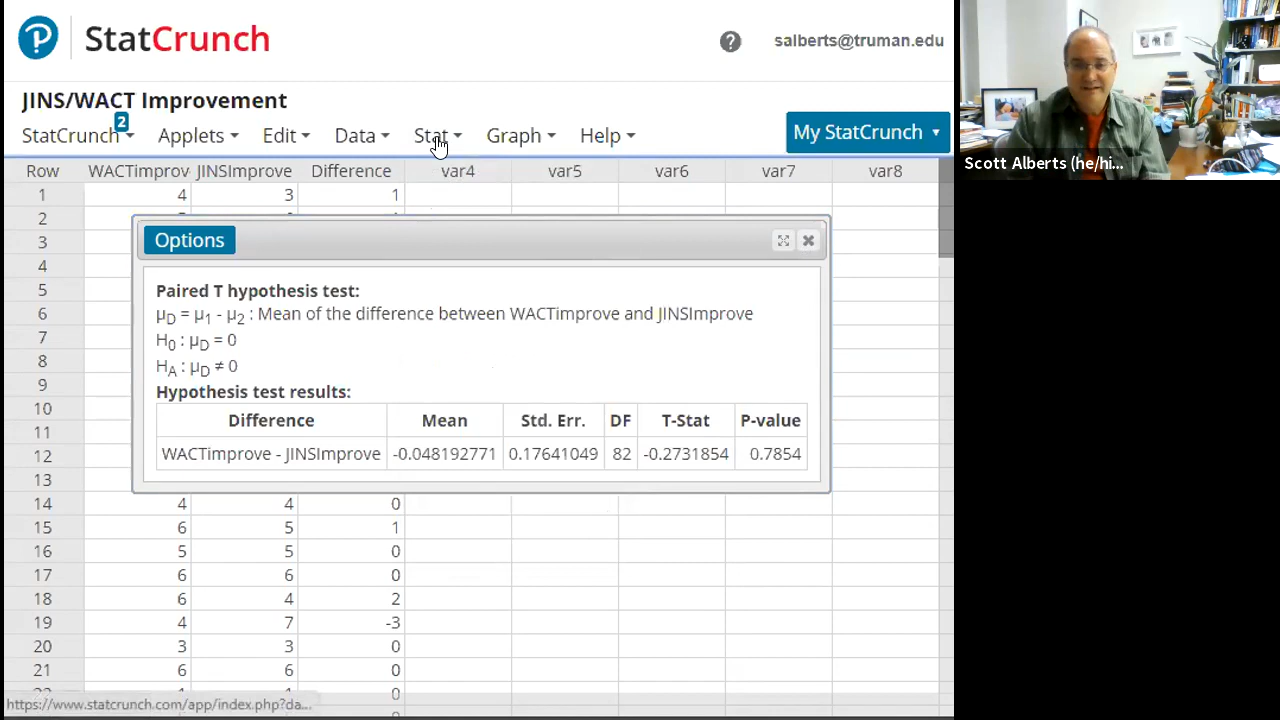 StatCrunch
salberts@truman.edu
JINS/WACT Improvement
StatCrunch 2 Applets Edit Data Stat Graph Help My StatCrunch
Row WACTimprov JINSImprove Difference var4 var5 var6 var7 var8
1 4 3 1
2
3
4
5
6
7
8
9
10
11
12
13
Options
Paired T hypothesis test:
μD = μ1 - μ2 : Mean of the difference between WACTimprove and JINSImprove
H0 : μD = 0
HA : μD ≠ 0
Hypothesis test results:
Difference Mean Std. Err. DF T-Stat P-value
WACTimprove - JINSImprove -0.048192771 0.17641049 82 -0.2731854 0.7854
14 4 4 0
15 6 5 1
16 5 5 0
17 6 6 0
18 6 4 2
19 4 7 -3
20 3 3 0
21 6 6 0
https://www.statcrunch.com/app/index.php?da...
Scott Alberts (he/hi...